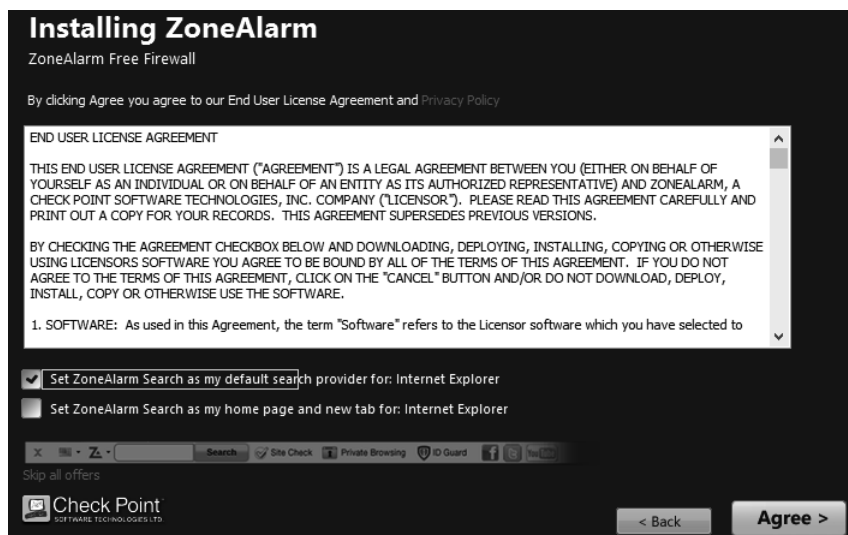 Installing ZoneAlarm
ZoneAlarm Free Firewall
By clicking Agree you agree to our End User License Agreement and Privacy Policy
END USER LICENSE AGREEMENT
THIS END USER LICENSE AGREEMENT ("AGREEMENT") IS A LEGAL AGREEMENT BETWEEN YOU (EITHER ON BEHALF OF
YOURSELF AS AN INDIVIDUAL OR ON BEHALF OF AN ENTITY AS ITS AUTHORIZED REPRESENTATIVE) AND ZONEALARM, A
CHECK POINT SOFTWARE TECHNOLOGIES, INC. COMPANY ("LICENSOR"). PLEASE READ THIS AGREEMENT CAREFULLY AND
PRINT OUT A COPY FOR YOUR RECORDS. THIS AGREEMENT SUPERSEDES PREVIOUS VERSIONS.
BY CHECKING THE AGREEMENT CHECKBOX BELOW AND DOWNLOADING, DEPLOYING, INSTALLING, COPYING OR OTHERWISE
USING LICENSORS SOFTWARE YOU AGREE TO BE BOUND BY ALL OF THE TERMS OF THIS AGREEMENT. IF YOU DO NOT
AGREE TO THE TERMS OF THIS AGREEMENT, CLICK ON THE "CANCEL" BUTTON AND/OR DO NOT DOWNLOAD, DEPLOY,
INSTALL, COPY OR OTHERWISE USE THE SOFTWARE.
1. SOFTWARE: As used in this Agreement, the term "Software" refers to the Licensor software which you have selected to
Set ZoneAlarm Search as my default search provider for: Internet Explorer
Set ZoneAlarm Search as my home page and new tab for: Internet Explorer
X Z Search Site Check Private Browsing ID Guard f
Skip all offers
Check Point
SOFTWARE TECHNOLOGIES LTD
< Back
Agree >